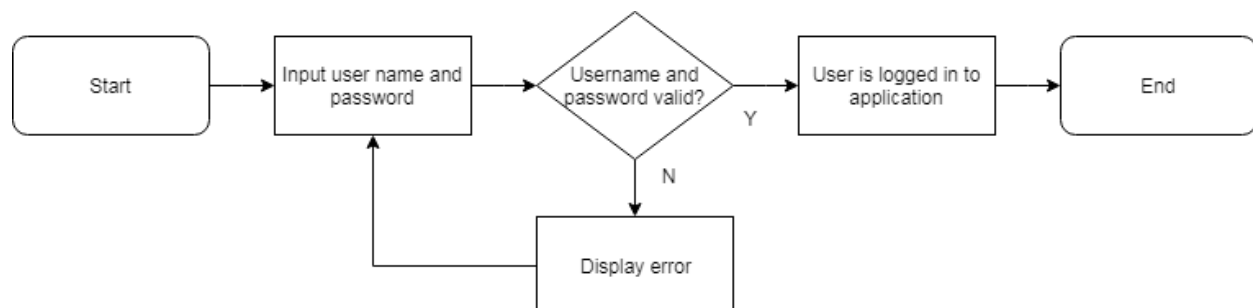 Start
Input user name and
password
Username and
password valid?
Y
User is logged in to
application
End
N
Display error